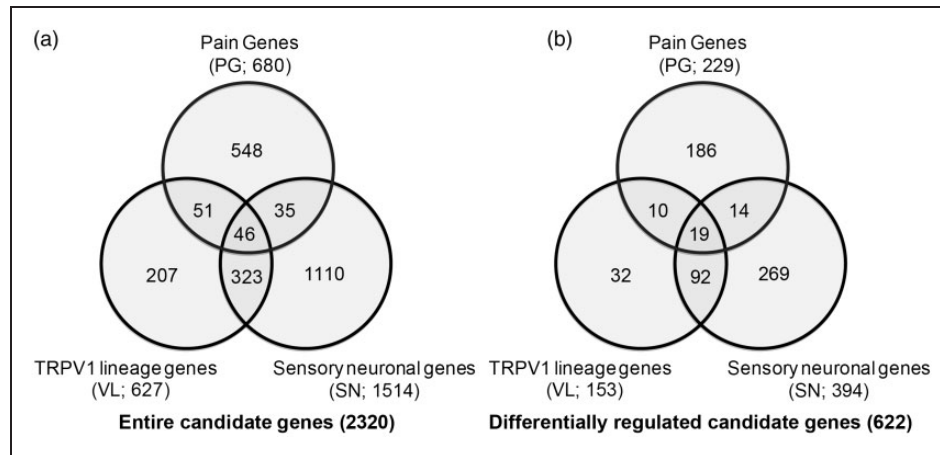 (a)
Pain Genes
(PG; 680)
548
51
35
46
207
323
1110
TRPV1 lineage genes
(VL; 627)
Sensory neuronal genes
(SN; 1514)
Entire candidate genes (2320)
(b)
Pain Genes
(PG; 229)
186
10
14
19
32
92
269
TRPV1 lineage genes
(VL; 153)
Sensory neuronal genes
(SN; 394)
Differentially regulated candidate genes (622)